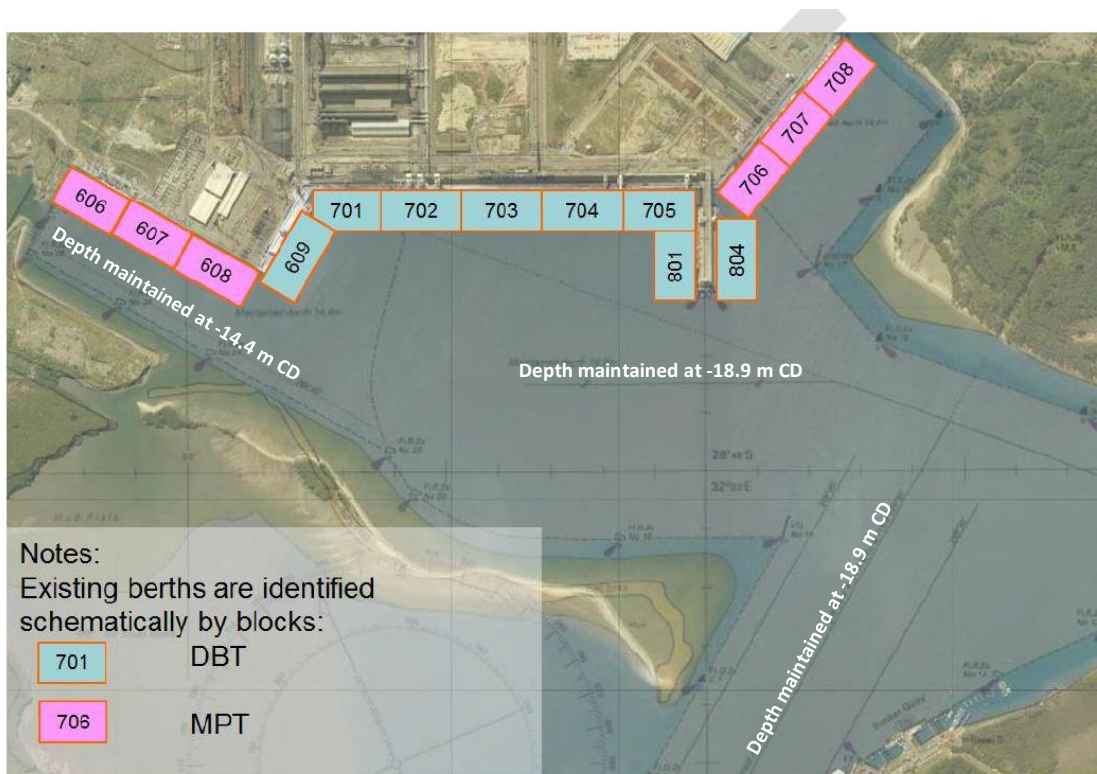 708
707
706
606
607
608
609
701
702
703
704
705
801
804
Depth maintained at -14.4 m CD
Depth maintained at -18.9 m CD
28°48'S
Depth maintained at -18.9 m CD
Notes:
Existing berths are identified
schematically by blocks:
701
DBT
706
MPT